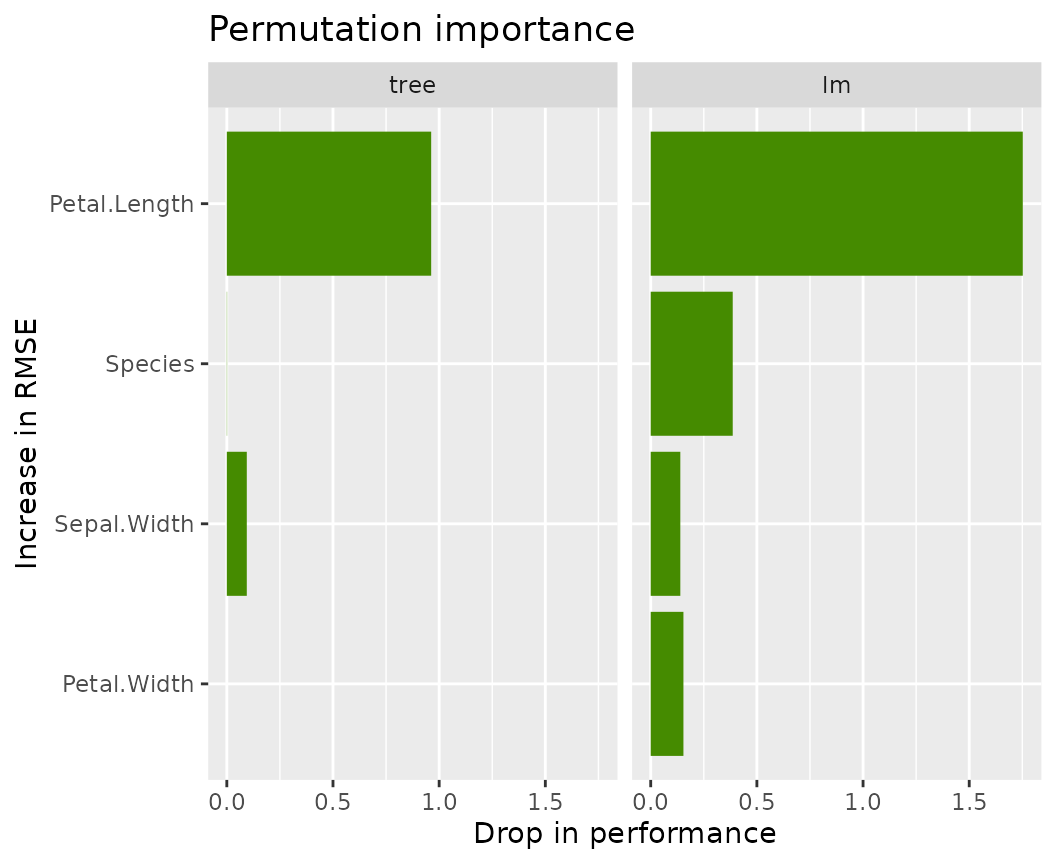 Permutation importance
tree
lm
Petal.Length
Species
Sepal.Width
Petal.Width
Increase in RMSE
0.0 0.5 1.0 1.5
0.0 0.5 1.0 1.5
Drop in performance